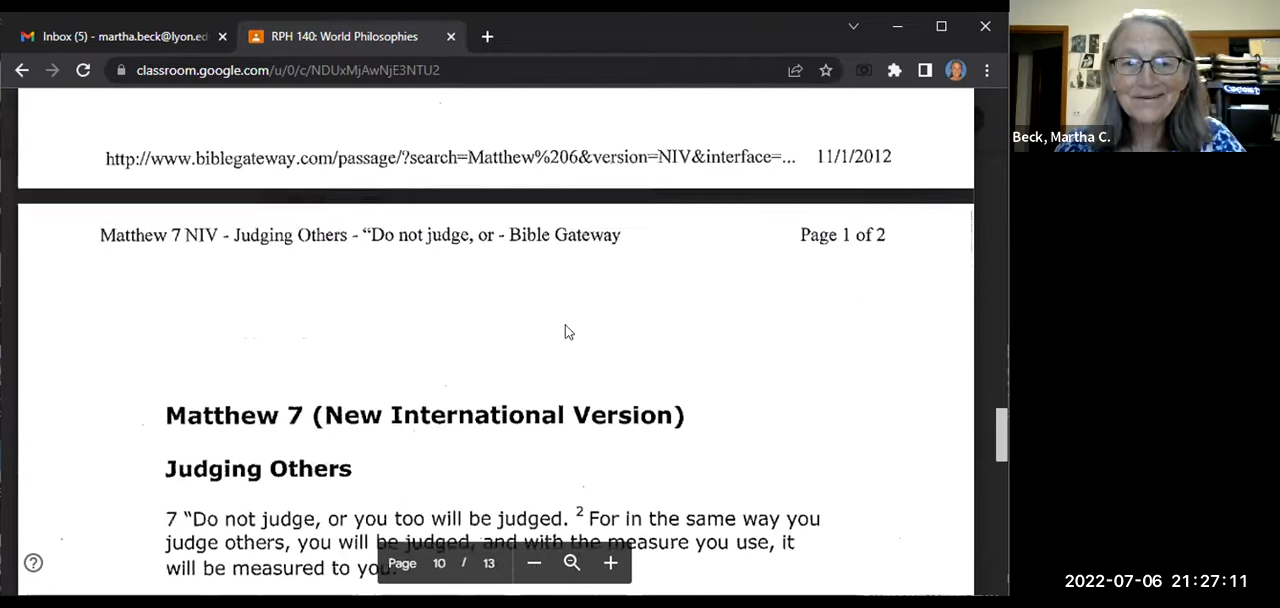 Inbox (5) - martha.beck@lyon.ed
RPH 140: World Philosophies
classroom.google.com/u/0/c/NDUxMjAwNjE3NTU2
Beck, Martha C.
http://www.biblegateway.com/passage/?search=Matthew%206&version=NIV&interface=... 11/1/2012
Matthew 7 NIV - Judging Others - “Do not judge, or - Bible Gateway Page 1 of 2
Matthew 7 (New International Version)
Judging Others
7 “Do not judge, or you too will be judged. 2 For in the same way you
judge others, you will be judged, and with the measure you use, it
will be measured to you.
Page 10 / 13
2022-07-06 21:27:11